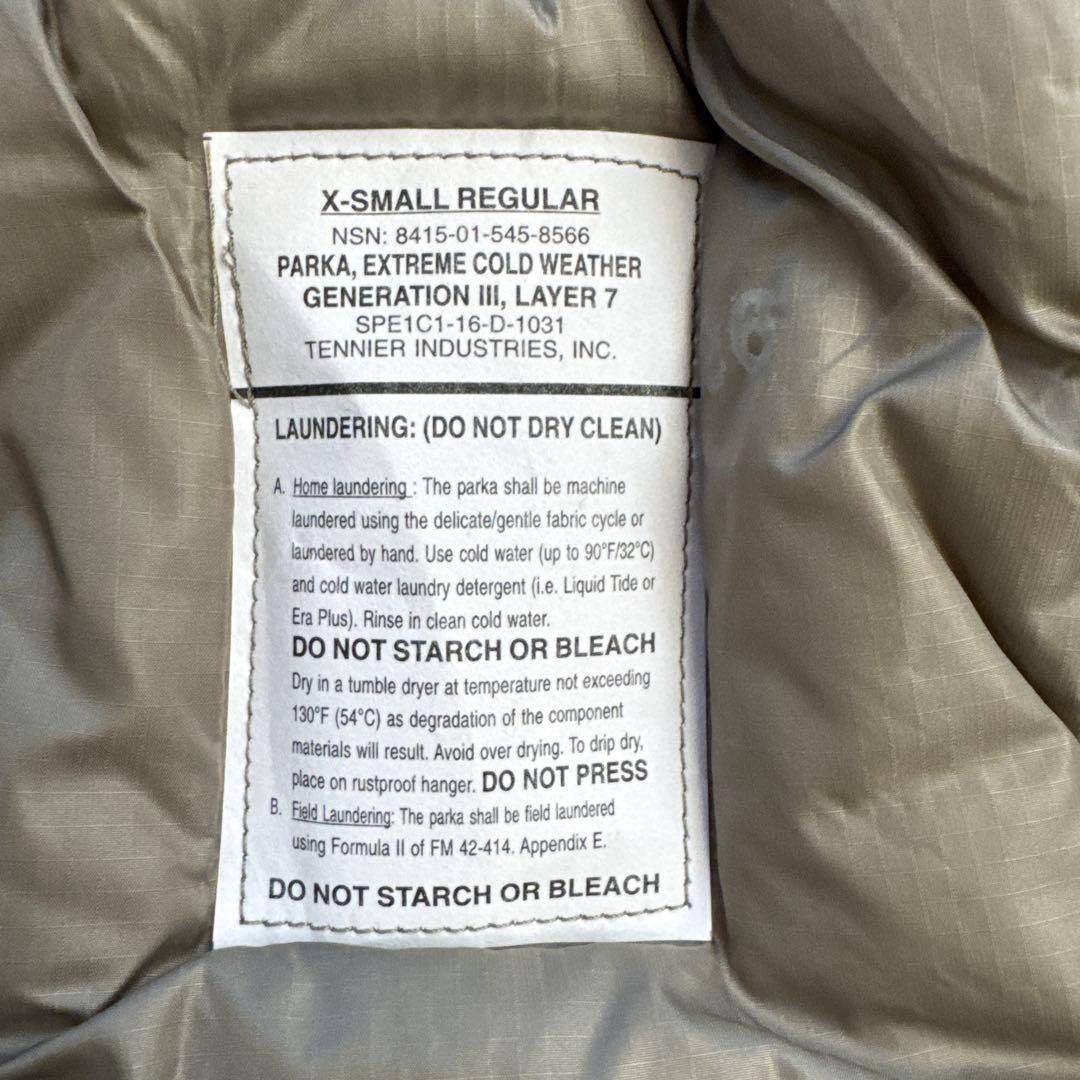 X-SMALL REGULAR
NSN: 8415-01-545-8566
PARKA, EXTREME COLD WEATHER
GENERATION III, LAYER 7
SPE1C1-16-D-1031
TENNIER INDUSTRIES, INC.
LAUNDERING: (DO NOT DRY CLEAN)
A. Home laundering : The parka shall be machine
laundered using the delicate/gentle fabric cycle or
laundered by hand. Use cold water (up to 90°F/32°C)
and cold water laundry detergent (i.e. Liquid Tide or
Era Plus). Rinse in clean cold water.
DO NOT STARCH OR BLEACH
Dry in a tumble dryer at temperature not exceeding
130°F (54°C) as degradation of the component
materials will result. Avoid over drying. To drip dry,
place on rustproof hanger. DO NOT PRESS
B. Field Laundering: The parka shall be field laundered
using Formula II of FM 42-414. Appendix E.
DO NOT STARCH OR BLEACH